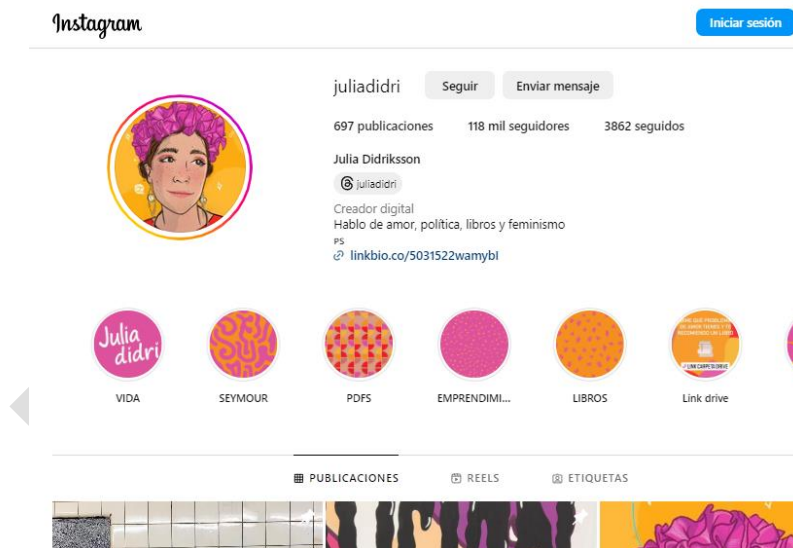 Instagram
Iniciar sesión
juliadidri Seguir Enviar mensaje
697 publicaciones 118 mil seguidores 3862 seguidos
Julia Didriksson
juliadidri
Creador digital
Hablo de amor, política, libros y feminismo
PS
linkbio.co/5031522wamybl
Julia
didri
VIDA SEYMOUR PDFS EMPRENDIMI... LIBROS Link drive
PUBLICACIONES REELS ETIQUETAS